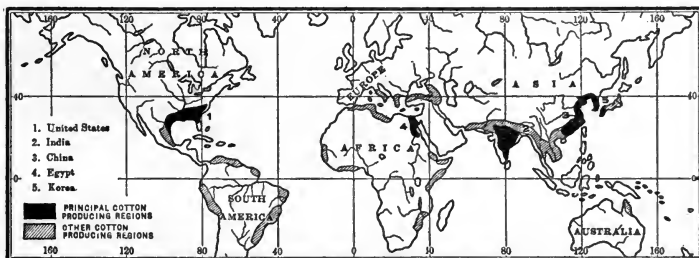 160 120 80 40 0 40 80 120 160
NORTH
AMERICA
EUROPE
ASIA
40 40
1
5
3
2
4
1. United States
2. India
3. China
4. Egypt
5. Korea
AFRICA
0 0
SOUTH
AMERICA
AUSTRALIA
PRINCIPAL COTTON
PRODUCING REGIONS
OTHER COTTON
PRODUCING REGIONS
160 120 80 40 0 40 80 120 160